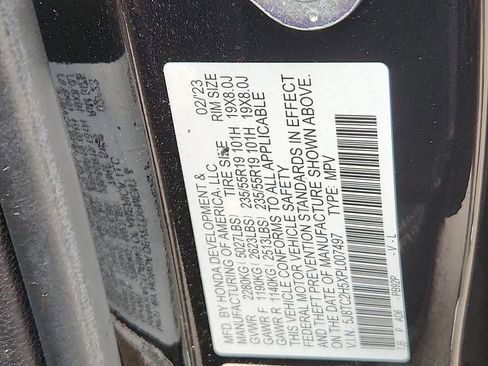 MANUFACTURED BY: HONDA DEVELOPMENT &
MANUFACTURING OF AMERICA, LLC 02/23
TIRE SIZE RIM SIZE
GVWR 2280KG (5027LBS)
GAWR F 1190KG (2623LBS) 235/55R19 101H 19X8.0J
GAWR R 1140KG (2513LBS) 235/55R19 101H 19X8.0J
THIS VEHICLE CONFORMS TO ALL APPLICABLE
FEDERAL MOTOR VEHICLE SAFETY
AND THEFT PREVENTION STANDARDS IN EFFECT
ON THE DATE OF MANUFACTURE SHOWN ABOVE.
V.I.N: 5J8TC2H52PL007497 TYPE: MPV
PB92P -V-L